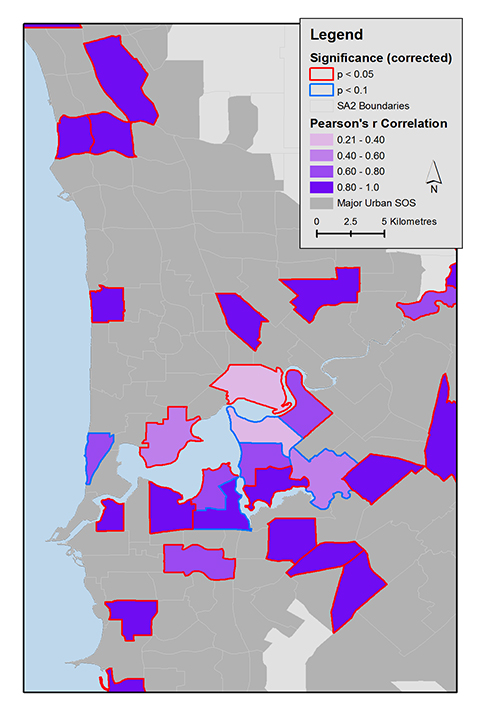 Legend
Significance (corrected)
p < 0.05
p < 0.1
SA2 Boundaries
Pearson's r Correlation
0.21 - 0.40
0.40 - 0.60
0.60 - 0.80
0.80 - 1.0
Major Urban SOS
N
0 2.5 5 Kilometres